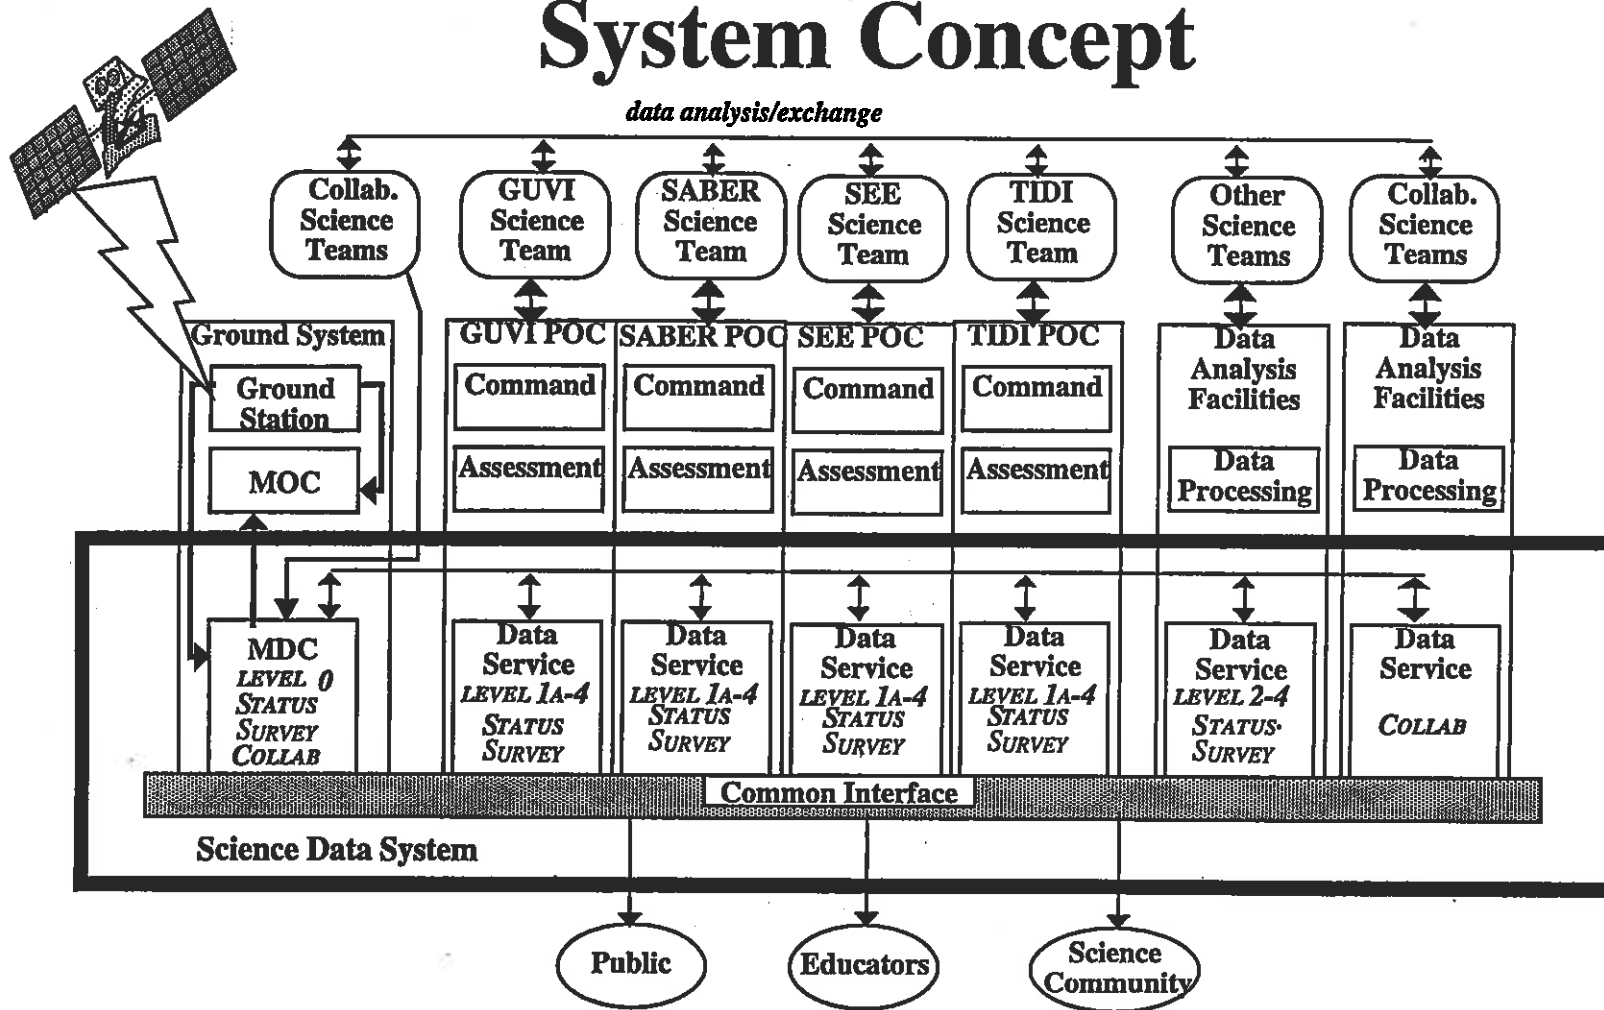 System Concept
data analysis/exchange
Collab.
Science
Teams
GUVI
Science
Team
SABER
Science
Team
SEE
Science
Team
TIDI
Science
Team
Other
Science
Teams
Collab.
Science
Teams
Ground System
Ground
Station
MOC
GUVI POC
Command
Assessment
SABER POC
Command
Assessment
SEE POC
Command
Assessment
TIDI POC
Command
Assessment
Data
Analysis
Facilities
Data
Processing
Data
Analysis
Facilities
Data
Processing
MDC
LEVEL 0
STATUS
SURVEY
COLLAB
Data
Service
LEVEL 1A-4
STATUS
SURVEY
Data
Service
LEVEL 1A-4
STATUS
SURVEY
Data
Service
LEVEL 1A-4
STATUS
SURVEY
Data
Service
LEVEL 1A-4
STATUS
SURVEY
Data
Service
LEVEL 2-4
STATUS
SURVEY
Data
Service
COLLAB
Common Interface
Science Data System
Public
Educators
Science
Community